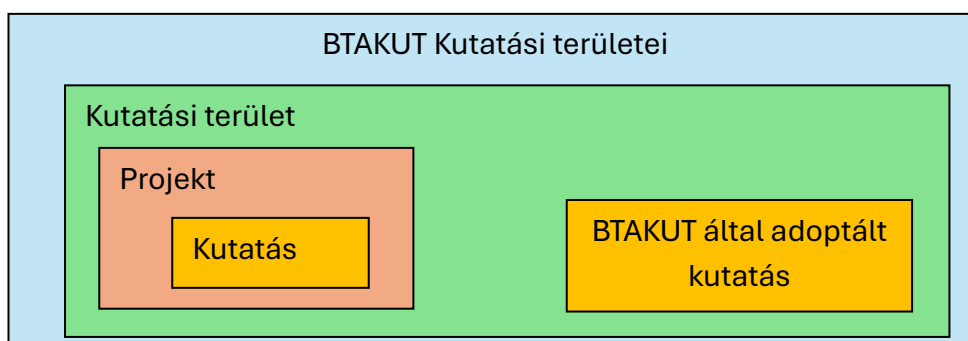 BTAKUT Kutatási területei
Kutatási terület
Projekt
Kutatás
BTAKUT által adoptált
kutatás